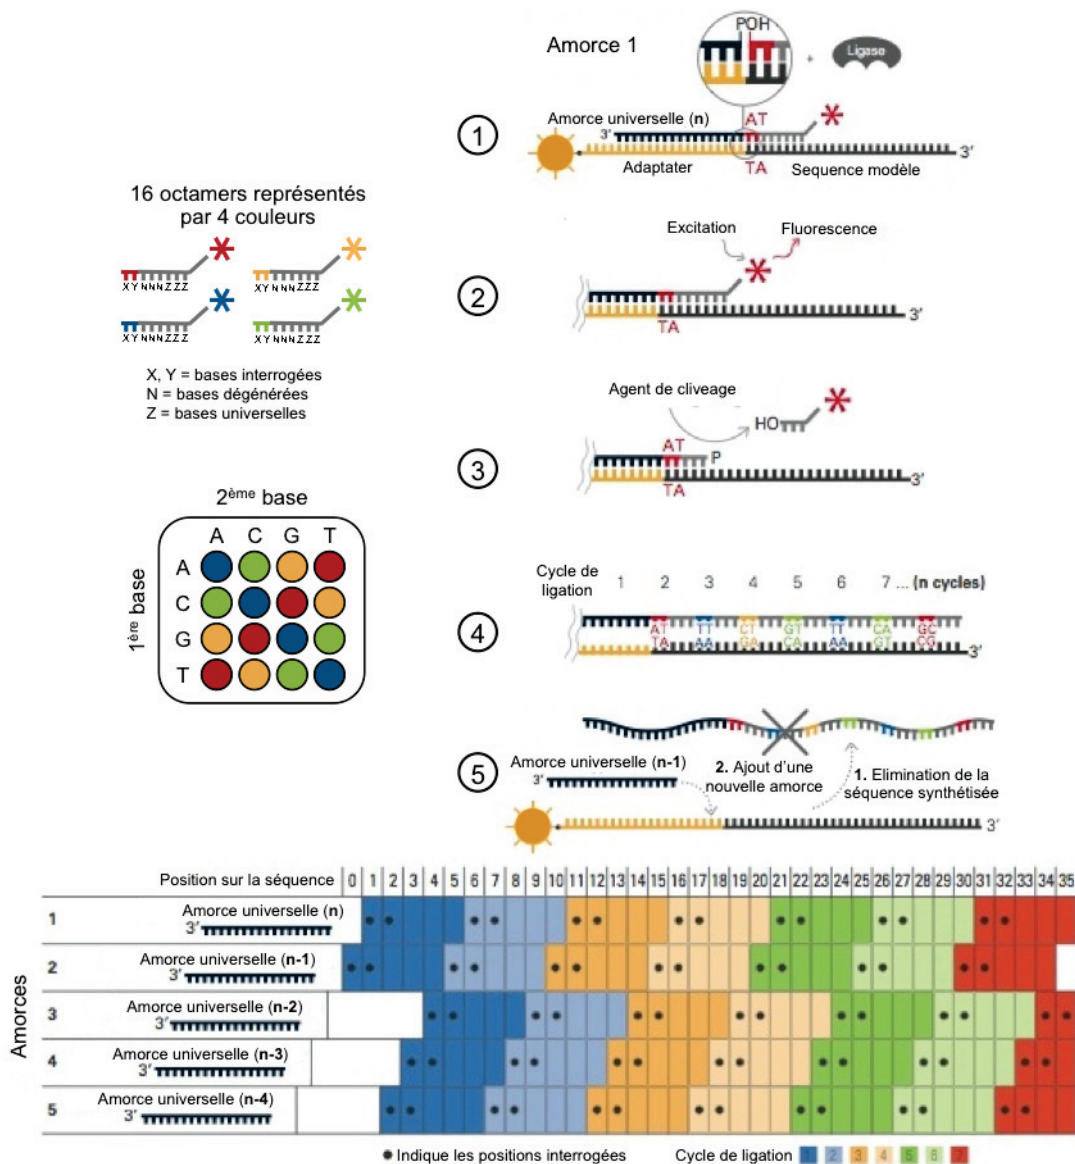 Amorce 1
POH
+
Ligase
1
Amorce universelle (n)
AT
3'
3'
Adaptater
TA
Sequence modèle
16 octamers représentés
par 4 couleurs
XYNNNZZZ
XYNNNZZZ
XYNNNZZZ
XYNNNZZZ
X, Y = bases interrogées
N = bases dégénérées
Z = bases universelles
Excitation
Fluorescence
2
3'
TA
Agent de cliveage
HO
3
AT
P
3'
TA
2ème base
A C G T
1ère base
A
C
G
T
Cycle de
ligation
1 2 3 4 5 6 7 ... (n cycles)
4
AT TT CT GT TT CA GC
TA AA GA CA AA GT CG
3'
5
Amorce universelle (n-1)
3'
2. Ajout d'une
nouvelle amorce
1. Elimination de la
séquence synthétisée
3'
Position sur la séquence 0 1 2 3 4 5 6 7 8 9 10 11 12 13 14 15 16 17 18 19 20 21 22 23 24 25 26 27 28 29 30 31 32 33 34 35
Amorces
1 Amorce universelle (n)
3'
2 Amorce universelle (n-1)
3'
3 Amorce universelle (n-2)
3'
4 Amorce universelle (n-3)
3'
5 Amorce universelle (n-4)
3'
Indique les positions interrogées
Cycle de ligation 1 2 3 4 5 6 7